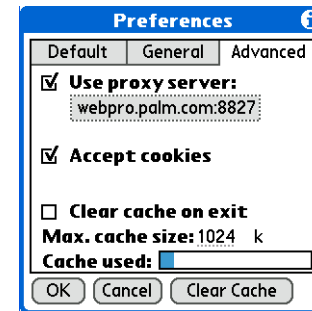 Preferences
Default General Advanced
Use proxy server:
webpro.palm.com:8827
Accept cookies
Clear cache on exit
Max. cache size: 1024 k
Cache used:
OK Cancel Clear Cache